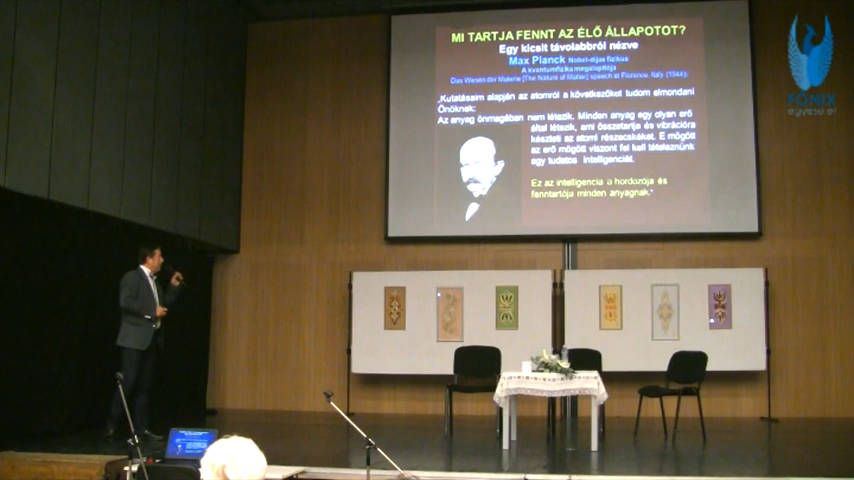 MI TARTJA FENNT AZ ÉLŐ ÁLLAPOTOT?
Egy kicsit távolabbról nézve
Max Planck Nobel-díjas fizikus
A kvantumfizika megalapítója
Das Wesen der Materie [The Nature of Matter] speech at Florence, Italy (1944):
„Kutatásaim alapján az atomról a következőket tudom elmondani
Önöknek:
Az anyag önmagában nem létezik. Minden anyag egy olyan erő
által létezik, ami összetartja és vibrációra
készteti az atomi részecskéket. E mögött
az erő mögött viszont fel kell tételeznünk
egy tudatos intelligenciát.
Ez az intelligencia a hordozója és
fenntartója minden anyagnak."
FŐNIX
egyesület